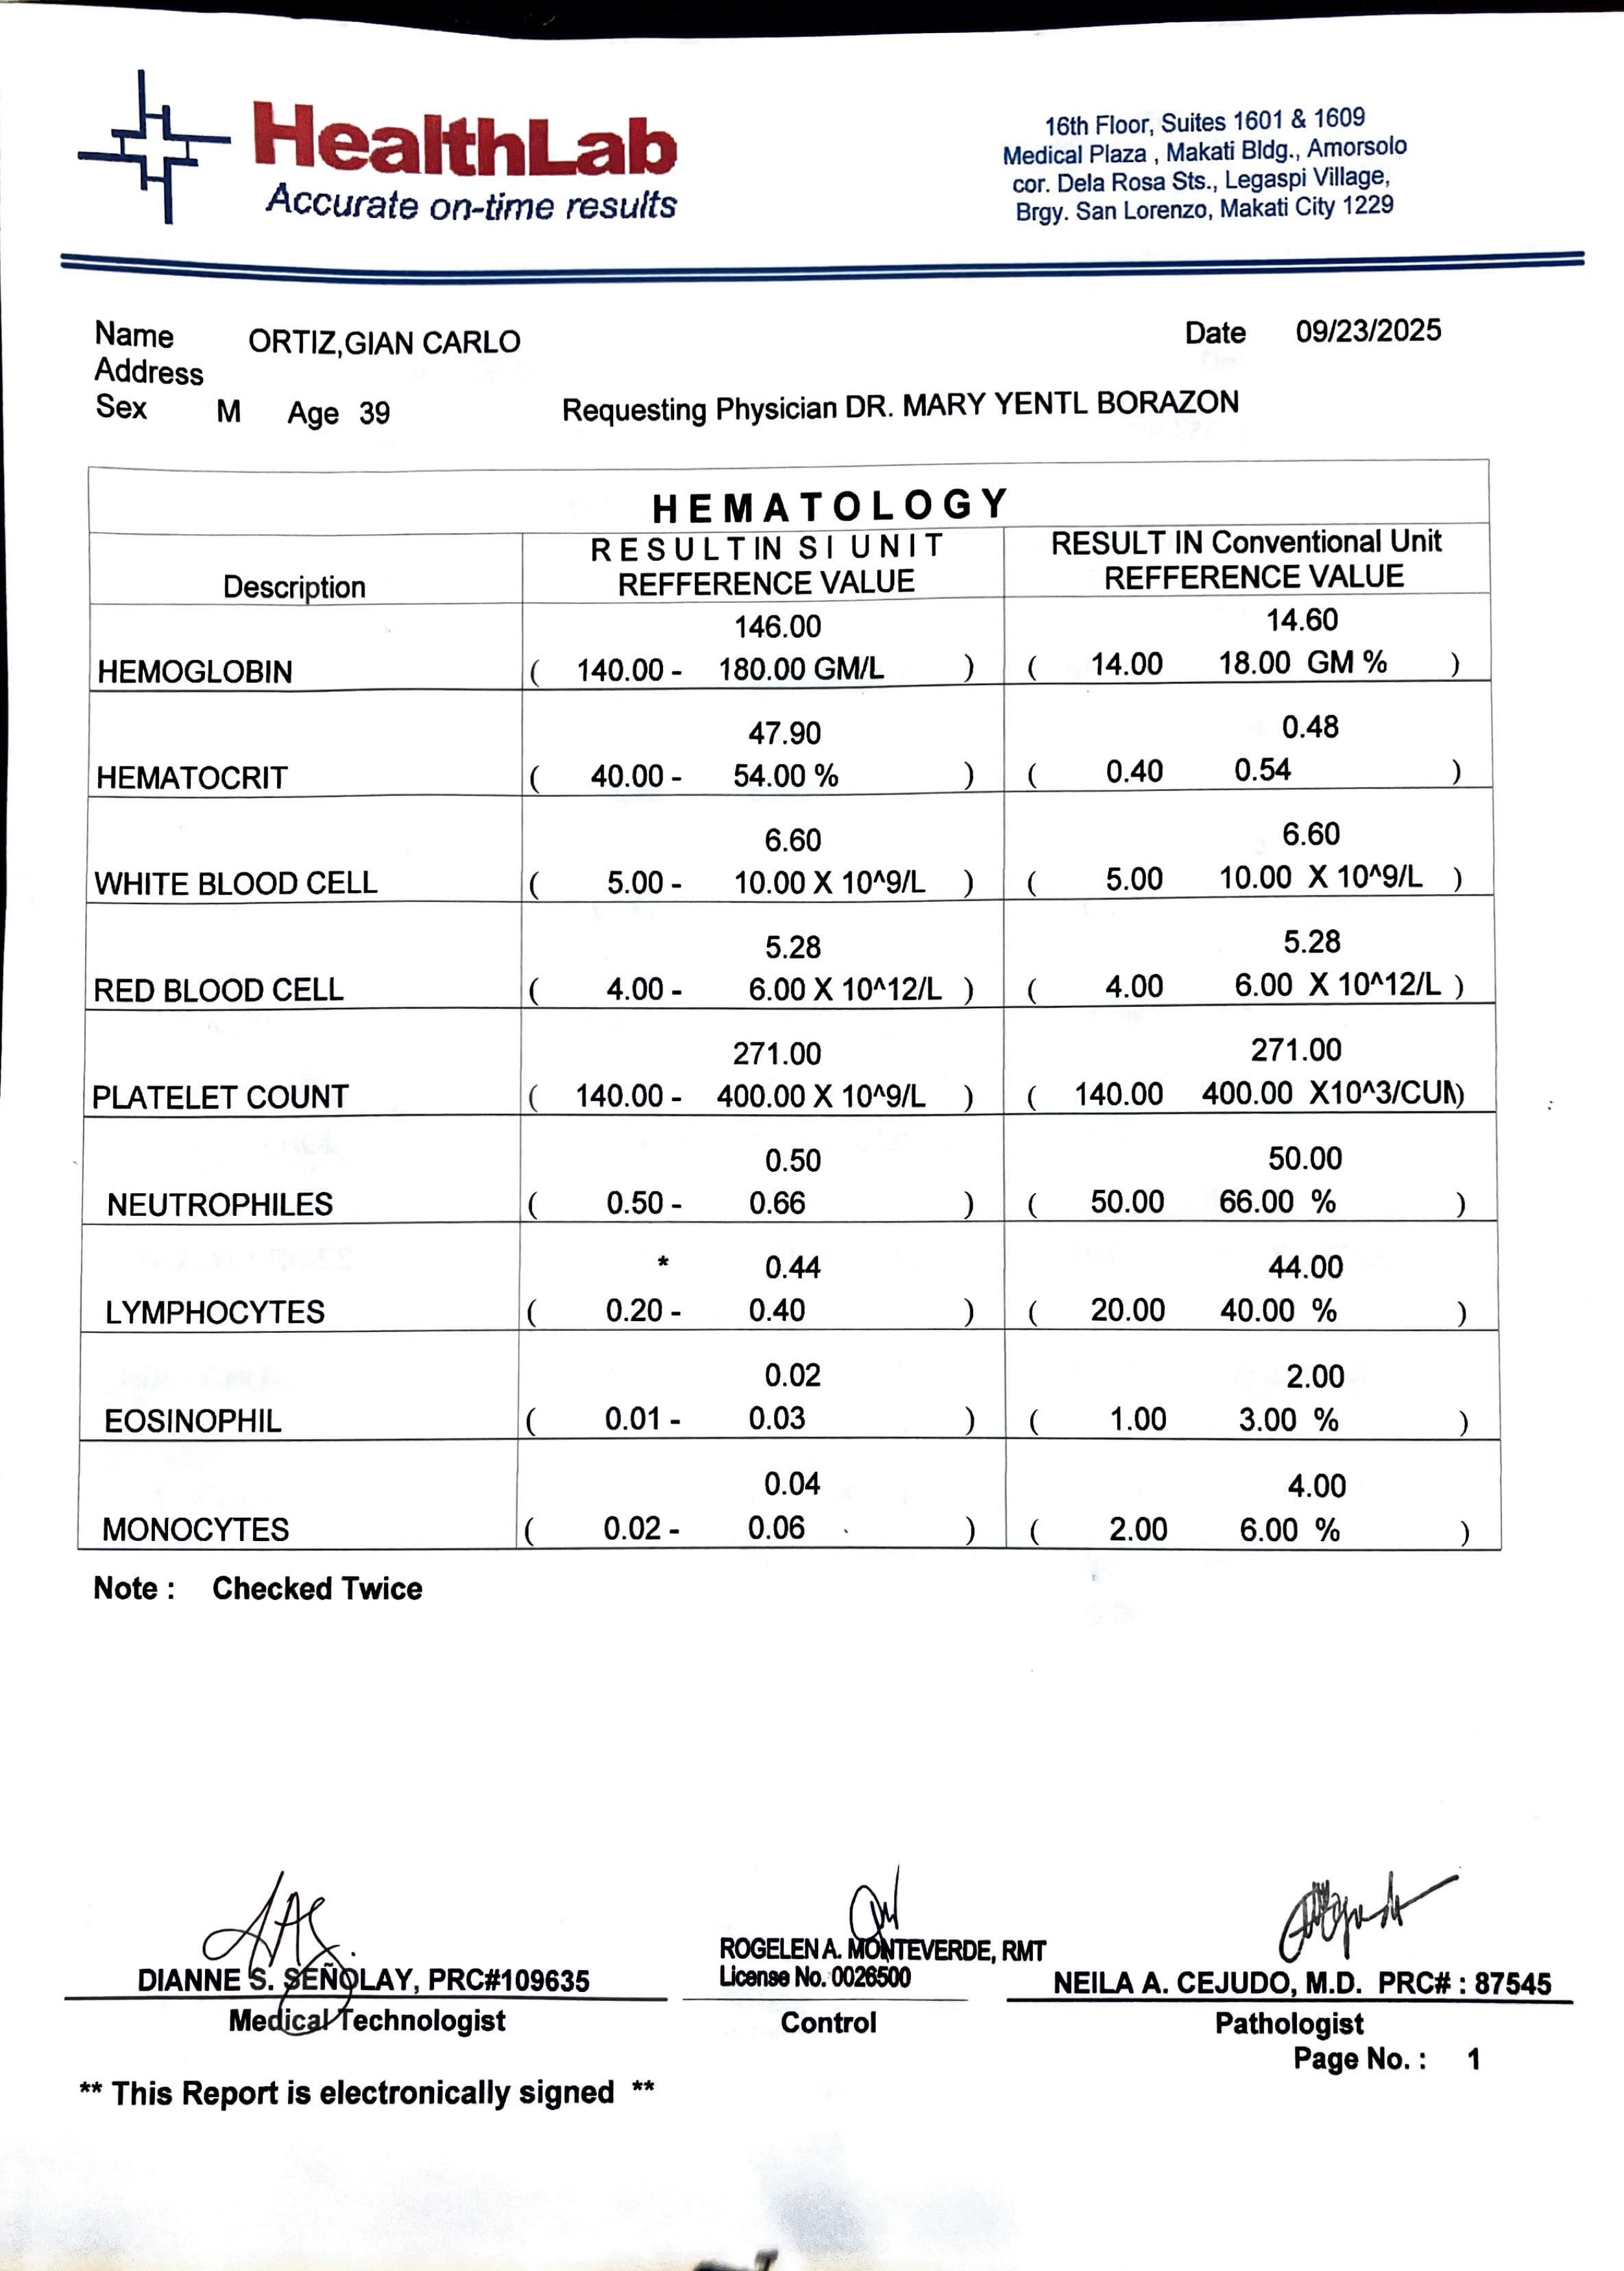 HealthLab
Accurate on-time results
16th Floor, Suites 1601 & 1609
Medical Plaza , Makati Bldg., Amorsolo
cor. Dela Rosa Sts., Legaspi Village,
Brgy. San Lorenzo, Makati City 1229
Name ORTIZ,GIAN CARLO Date 09/23/2025
Address
Sex M Age 39 Requesting Physician DR. MARY YENTL BORAZON
HEMATOLOGY
Description RESULT IN SI UNIT REFFERENCE VALUE RESULT IN Conventional Unit REFFERENCE VALUE
146.00 14.60
HEMOGLOBIN ( 140.00 - 180.00 GM/L ) ( 14.00 18.00 GM % )
47.90 0.48
HEMATOCRIT ( 40.00 - 54.00 % ) ( 0.40 0.54 )
6.60 6.60
WHITE BLOOD CELL ( 5.00 - 10.00 X 10^9/L ) ( 5.00 10.00 X 10^9/L )
5.28 5.28
RED BLOOD CELL ( 4.00 - 6.00 X 10^12/L ) ( 4.00 6.00 X 10^12/L )
271.00 271.00
PLATELET COUNT ( 140.00 - 400.00 X 10^9/L ) ( 140.00 400.00 X10^3/CUM)
0.50 50.00
NEUTROPHILES ( 0.50 - 0.66 ) ( 50.00 66.00 % )
* 0.44 44.00
LYMPHOCYTES ( 0.20 - 0.40 ) ( 20.00 40.00 % )
0.02 2.00
EOSINOPHIL ( 0.01 - 0.03 ) ( 1.00 3.00 % )
0.04 4.00
MONOCYTES ( 0.02 - 0.06 ) ( 2.00 6.00 % )
Note : Checked Twice
DIANNE S. SEÑOLAY, PRC#109635
Medical Technologist
ROGELEN A. MONTEVERDE, RMT
License No. 0026500
Control
NEILA A. CEJUDO, M.D. PRC# : 87545
Pathologist
Page No. : 1
** This Report is electronically signed **